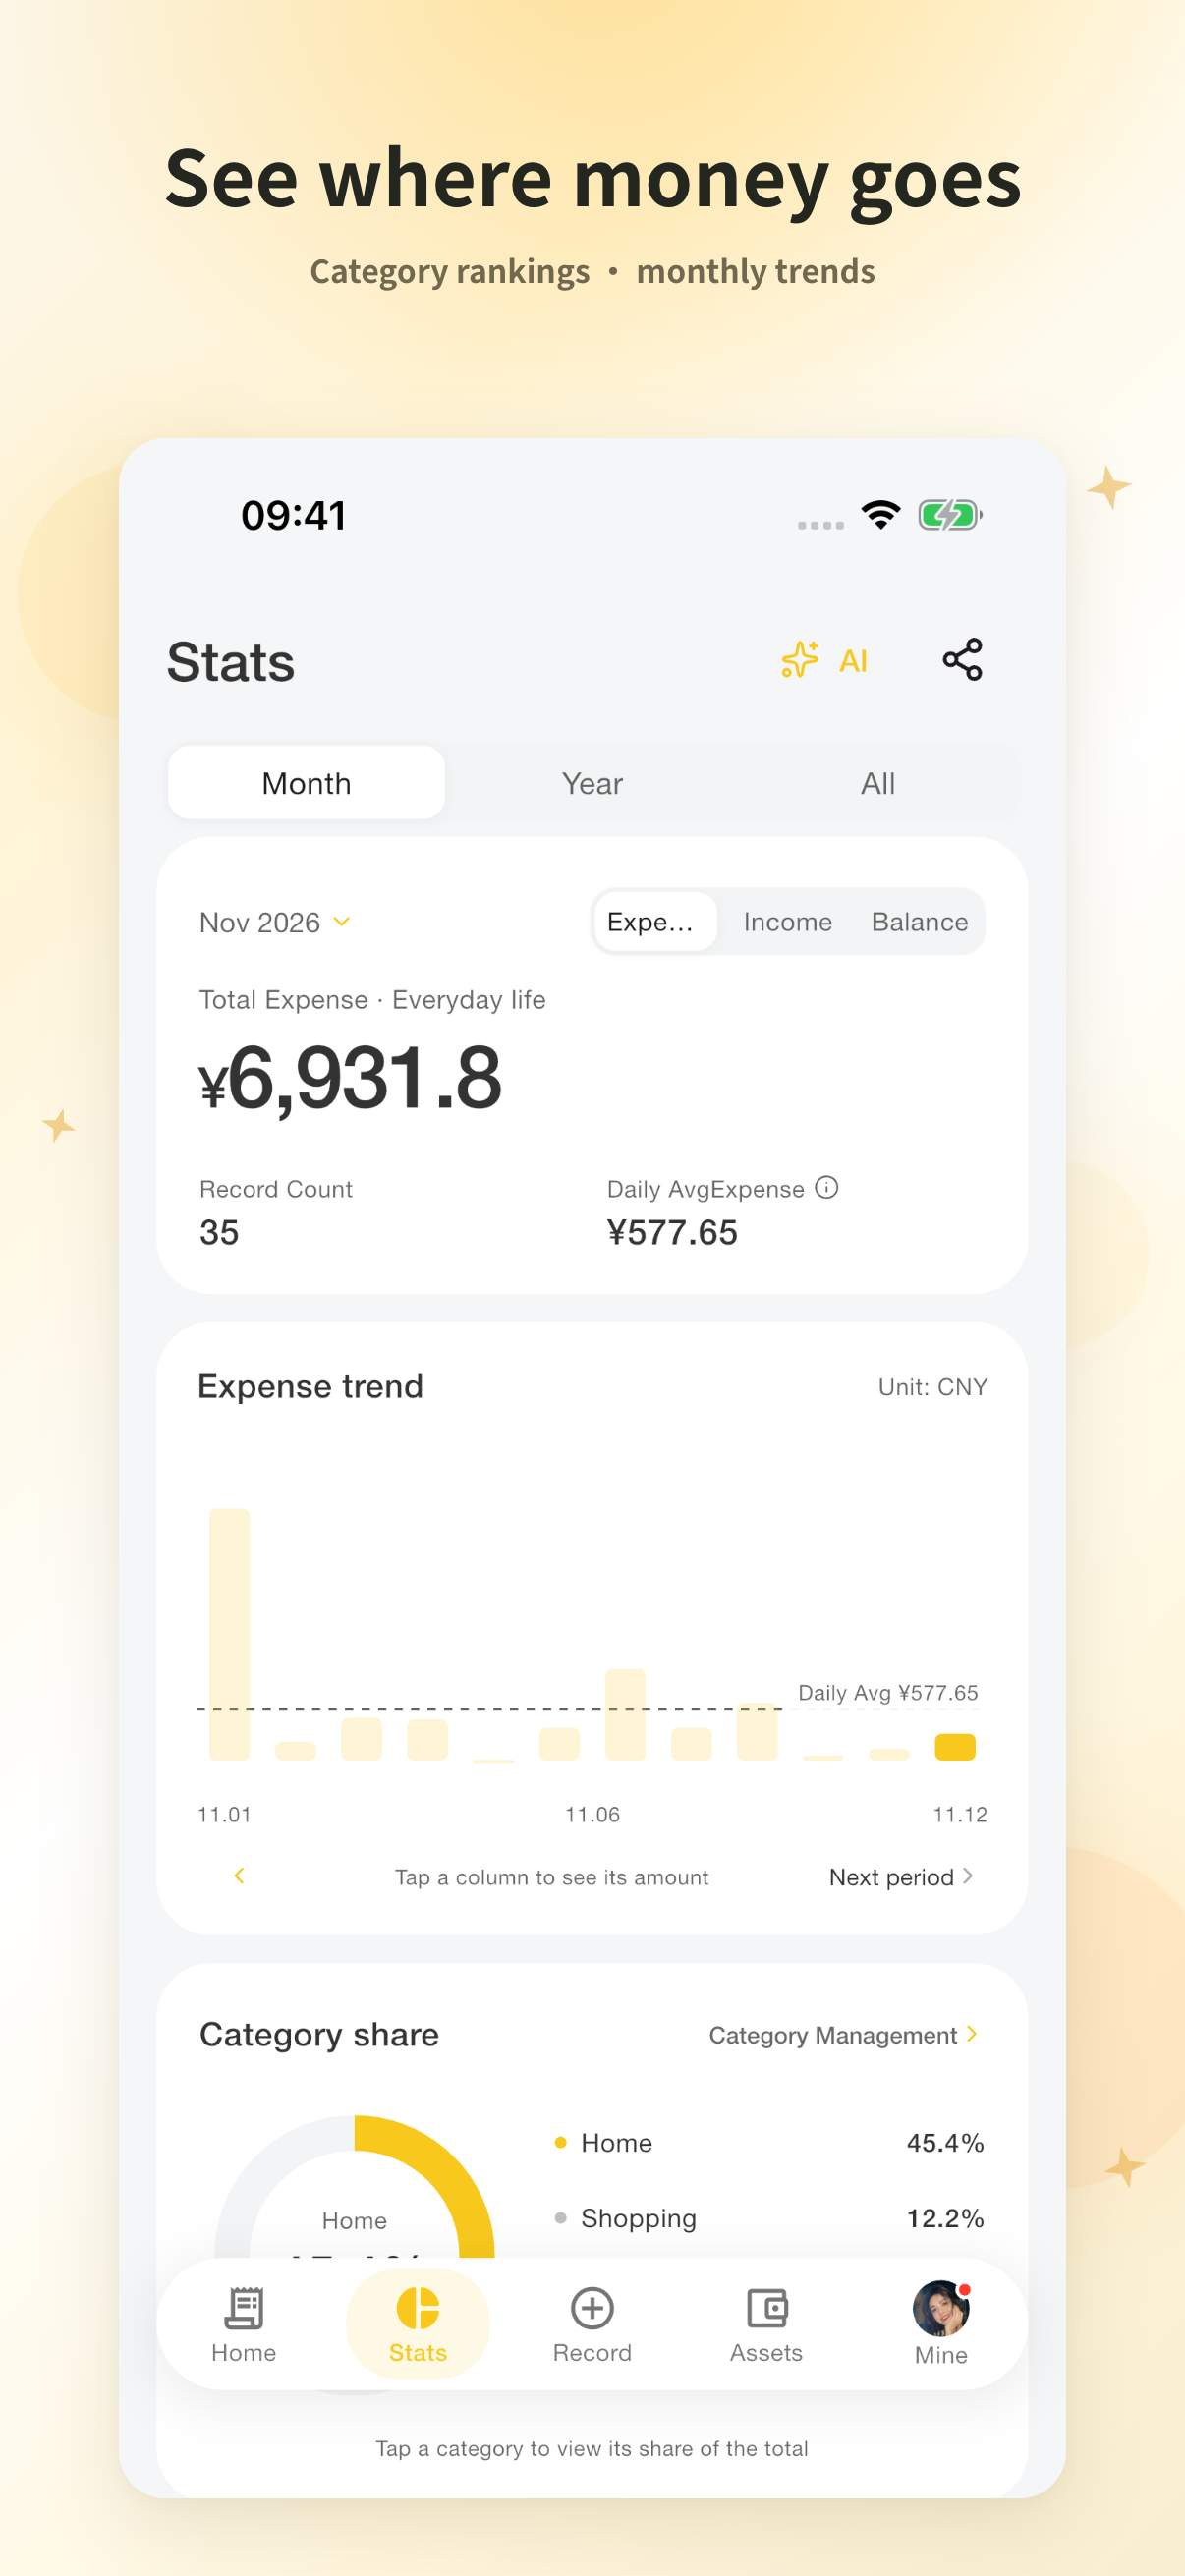 See where money goes
Category rankings • monthly trends
09:41
Stats
AI
Month Year All
Nov 2026
Expe... Income Balance
Total Expense · Everyday life
¥6,931.8
Record Count
35
Daily AvgExpense
¥577.65
Expense trend
Unit: CNY
Daily Avg ¥577.65
11.01 11.06 11.12
Tap a column to see its amount
Next period
Category share
Category Management
Home 45.4%
Shopping 12.2%
Home
Home Stats Record Assets Mine
Tap a category to view its share of the total